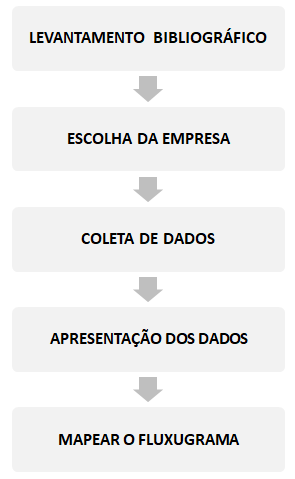 LEVANTAMENTO BIBLIOGRÁFICO
ESCOLHA DA EMPRESA
COLETA DE DADOS
APRESENTAÇÃO DOS DADOS
MAPEAR O FLUXUGRAMA